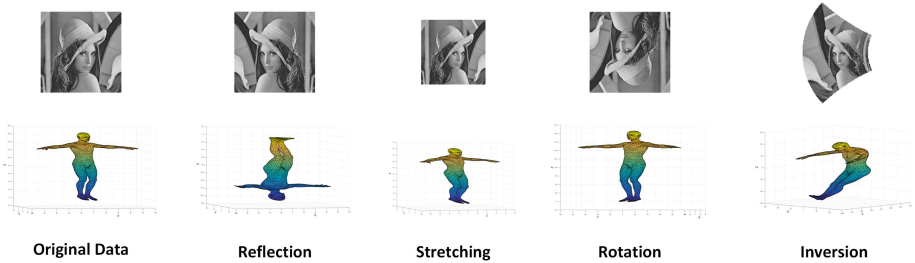 Original Data
Reflection
Stretching
Rotation
Inversion